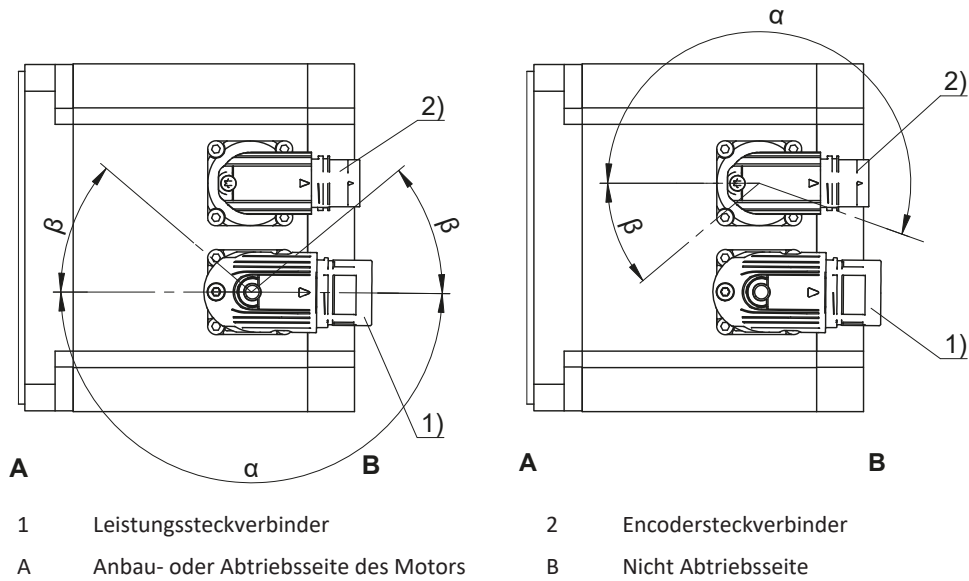 α
α
2)
2)
β
β
β
1)
1)
A
α
B
A
B
1 Leistungssteckverbinder 2 Encodersteckverbinder
A Anbau- oder Abtriebsseite des Motors B Nicht Abtriebsseite